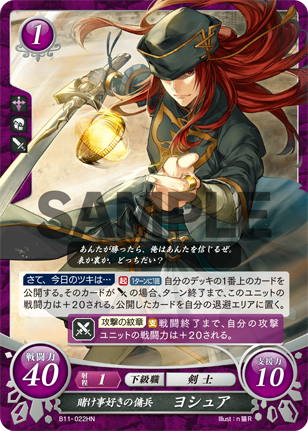 1
SAMPLE
あんたが勝ったら、俺はあんたを信じるぜ。
表か裏か、どっちだい?
さて、今日のツキは… 起 1ターンに1回 自分のデッキの1番上のカードを
公開する。そのカードが の場合、ターン終了まで、このユニットの
戦闘力は+20される。公開したカードを自分の退避エリアに置く
攻撃の紋章 支 戦闘終了まで、自分の攻撃
ユニットの戦闘力は+20される。
戦闘力
40
射程 1 下級職 剣士
支援力
10
賭け事好きの傭兵 ヨシュア
B11-022HN
Illust:n猫R